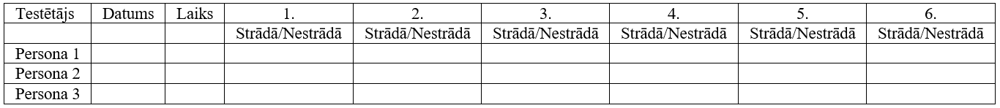 Testētājs Datums Laiks 1. 2. 3. 4. 5. 6.
Strādā/Nestrādā Strādā/Nestrādā Strādā/Nestrādā Strādā/Nestrādā Strādā/Nestrādā Strādā/Nestrādā
Persona 1
Persona 2
Persona 3